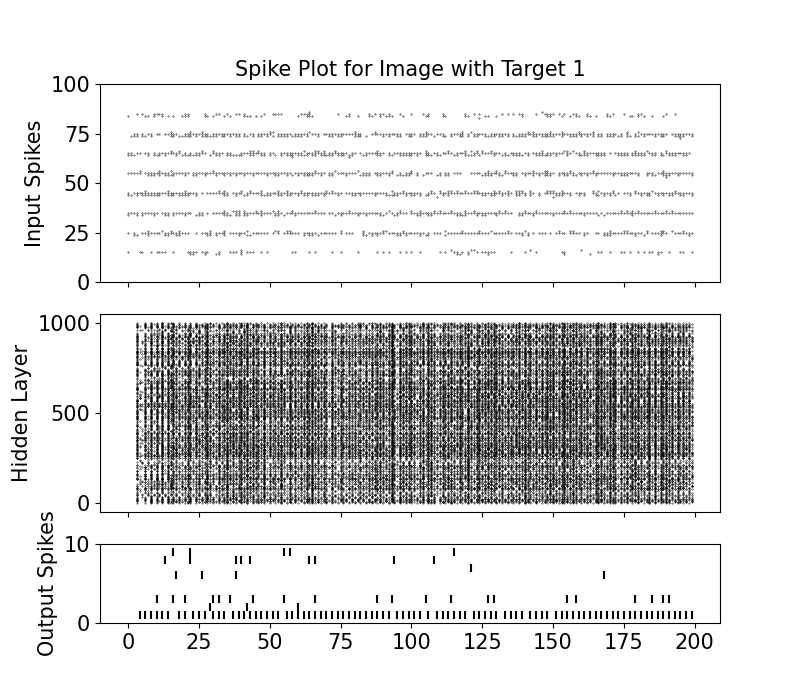 Spike Plot for Image with Target 1
100
75
50
25
0
Input Spikes
1000
500
0
Hidden Layer
10
0
Output Spikes
0 25 50 75 100 125 150 175 200